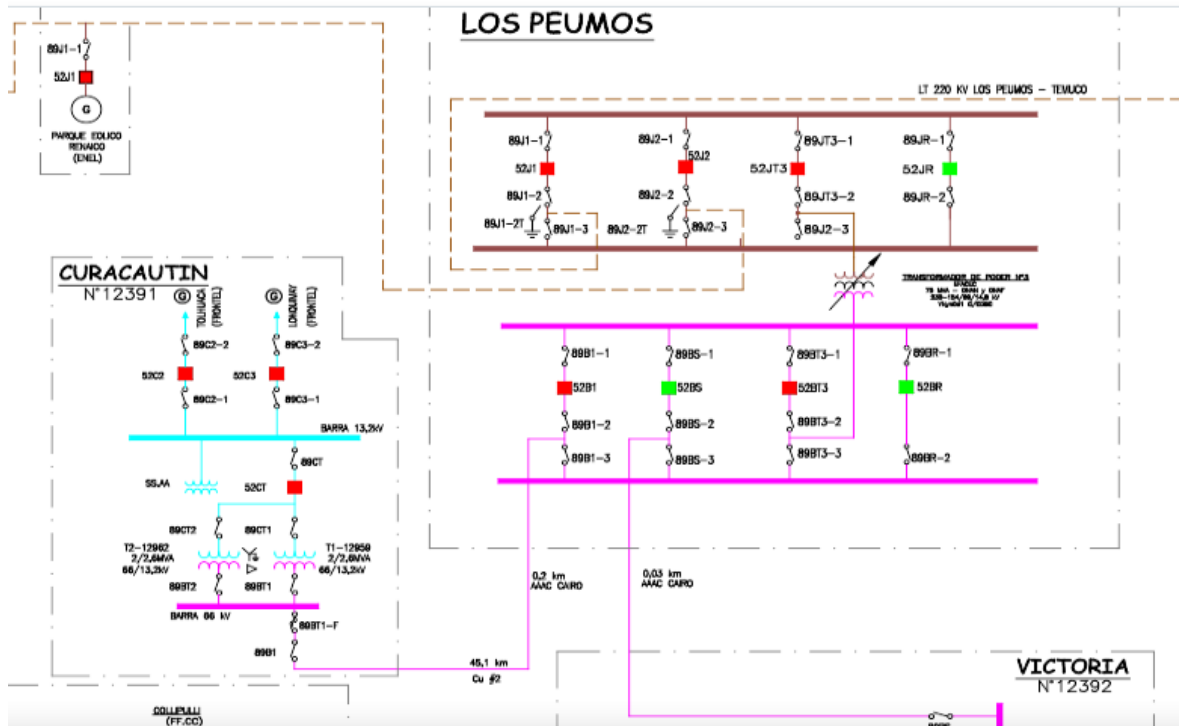 LOS PEUMOS
89J1-1
52J1
G
PARQUE EOLICO
RENAICO
(ENEL)
LT 220 KV LOS PEUMOS - TEMUCO
89J1-1
89J2-1
89JT3-1
89JR-1
52J1
52J2
52JT3
52JR
89J1-2
89J2-2
89JT3-2
89JR-2
89J1-2T
89J1-3
89J2-2T
89J2-3
89J2-3
TRANSFORMADOR DE PODER Nº3
CURACAUTIN
N°12391
G
TOLHUACA
(FRONTEL)
G
LONQUIMAY
(FRONTEL)
89C2-2
89C3-2
52C2
52C3
89C2-1
89C3-1
BARRA 13,2kV
89CT
SS.AA
52CT
89CT2
89CT1
T2-12962
2/2,6MVA
66/13,2kV
T1-12959
2/2,6MVA
66/13,2kV
89BT2
89BT1
BARRA 66 kV
89BT1-F
89B1
89B1-1
89BS-1
89BT3-1
89BR-1
52B1
52BS
52BT3
52BR
89B1-2
89BS-2
89BT3-2
89B1-3
89BS-3
89BT3-3
89BR-2
0,2 km
AAAC CAIRO
0,03 km
AAAC CAIRO
45,1 km
Cu #2
VICTORIA
N°12392
COLLIPULLI
(FF.CC)